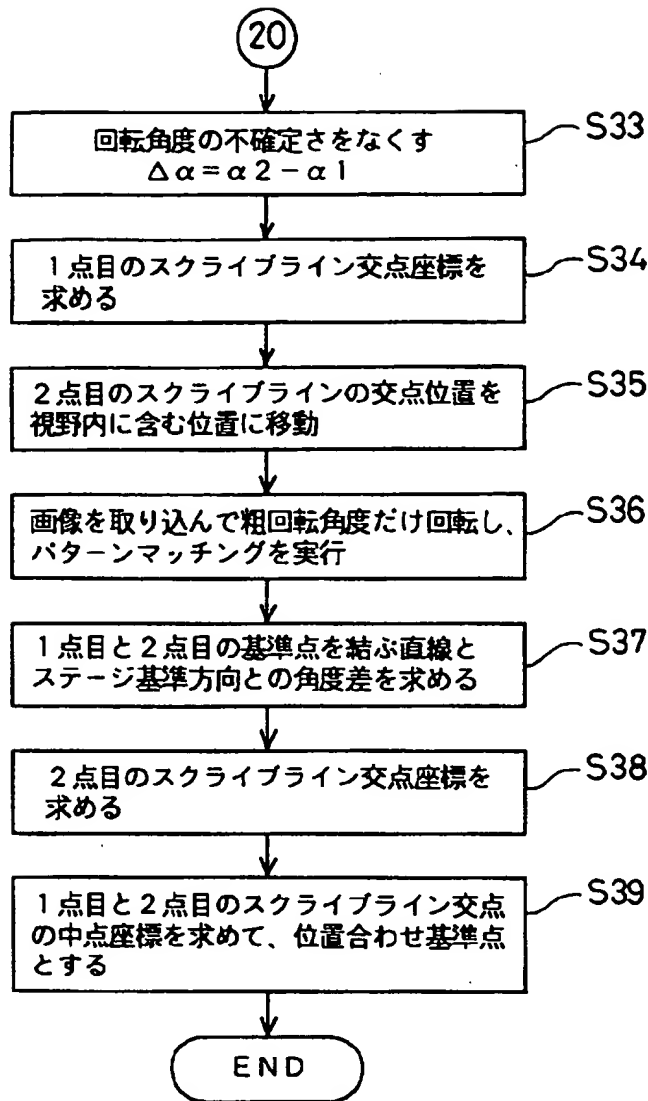 20
回転角度の不確定さをなくす
Δα=α2-α1
S33
1点目のスクライブライン交点座標を
求める
S34
2点目のスクライブラインの交点位置を
視野内に含む位置に移動
S35
画像を取り込んで粗回転角度だけ回転し、
パターンマッチングを実行
S36
1点目と2点目の基準点を結ぶ直線と
ステージ基準方向との角度差を求める
S37
2点目のスクライブライン交点座標を
求める
S38
1点目と2点目のスクライブライン交点
の中点座標を求めて、位置合わせ基準点
とする
S39
END